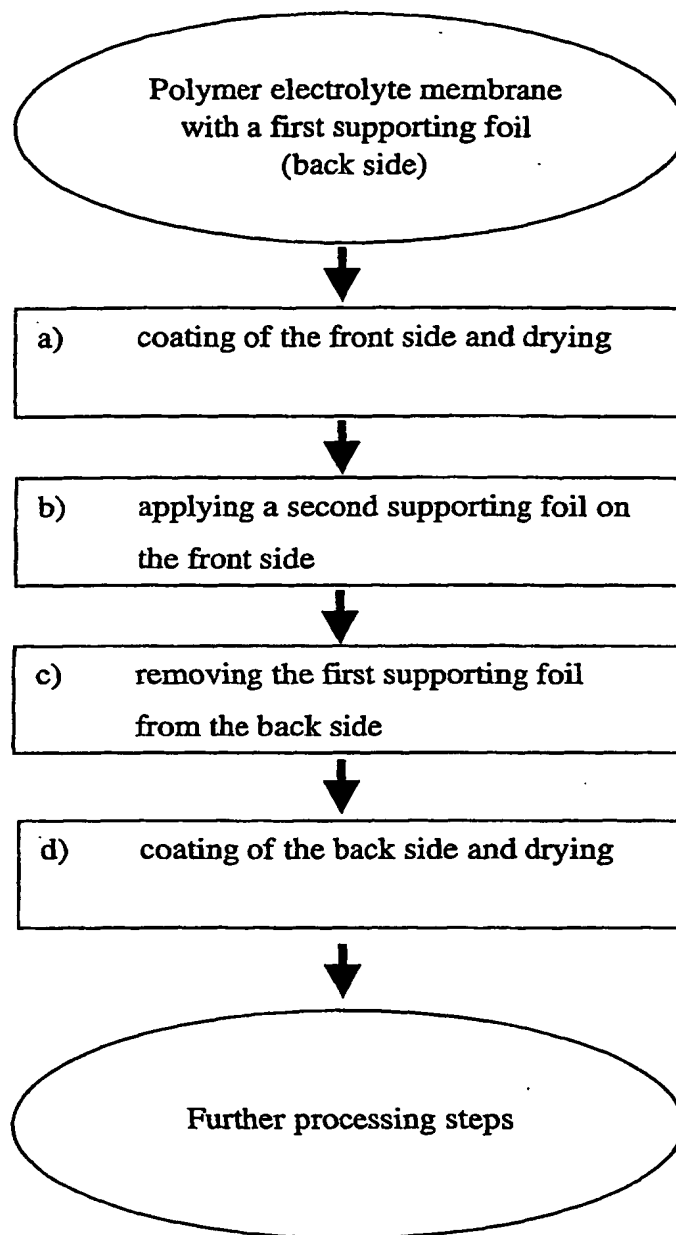 Polymer electrolyte membrane
with a first supporting foil
(back side)
a) coating of the front side and drying
b) applying a second supporting foil on
the front side
c) removing the first supporting foil
from the back side
d) coating of the back side and drying
Further processing steps